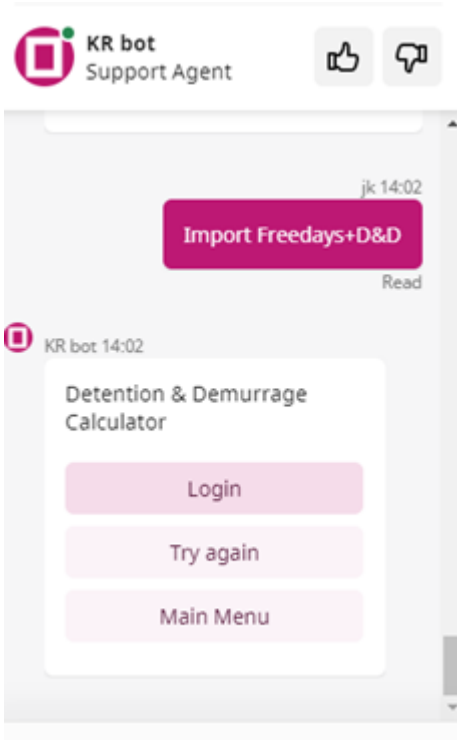 KR bot
Support Agent
jk 14:02
Import Freedays+D&D
Read
KR bot 14:02
Detention & Demurrage
Calculator
Login
Try again
Main Menu